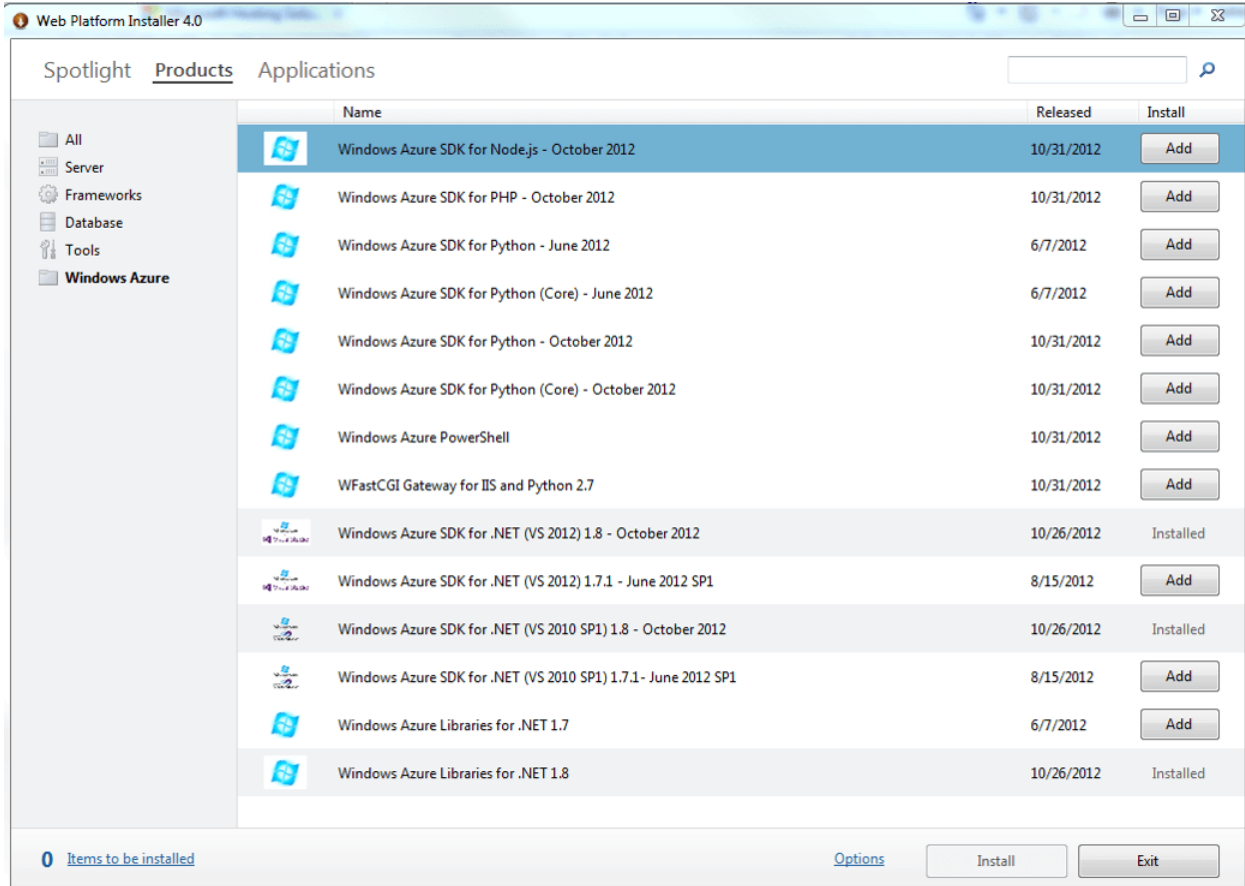 Web Platform Installer 4.0
Spotlight Products Applications
Name Released Install
All
Server
Frameworks
Database
Tools
Windows Azure
Windows Azure SDK for Node.js - October 2012 10/31/2012 Add
Windows Azure SDK for PHP - October 2012 10/31/2012 Add
Windows Azure SDK for Python - June 2012 6/7/2012 Add
Windows Azure SDK for Python (Core) - June 2012 6/7/2012 Add
Windows Azure SDK for Python - October 2012 10/31/2012 Add
Windows Azure SDK for Python (Core) - October 2012 10/31/2012 Add
Windows Azure PowerShell 10/31/2012 Add
WFastCGI Gateway for IIS and Python 2.7 10/31/2012 Add
Windows Azure SDK for .NET (VS 2012) 1.8 - October 2012 10/26/2012 Installed
Windows Azure SDK for .NET (VS 2012) 1.7.1 - June 2012 SP1 8/15/2012 Add
Windows Azure SDK for .NET (VS 2010 SP1) 1.8 - October 2012 10/26/2012 Installed
Windows Azure SDK for .NET (VS 2010 SP1) 1.7.1- June 2012 SP1 8/15/2012 Add
Windows Azure Libraries for .NET 1.7 6/7/2012 Add
Windows Azure Libraries for .NET 1.8 10/26/2012 Installed
0 Items to be installed Options Install Exit